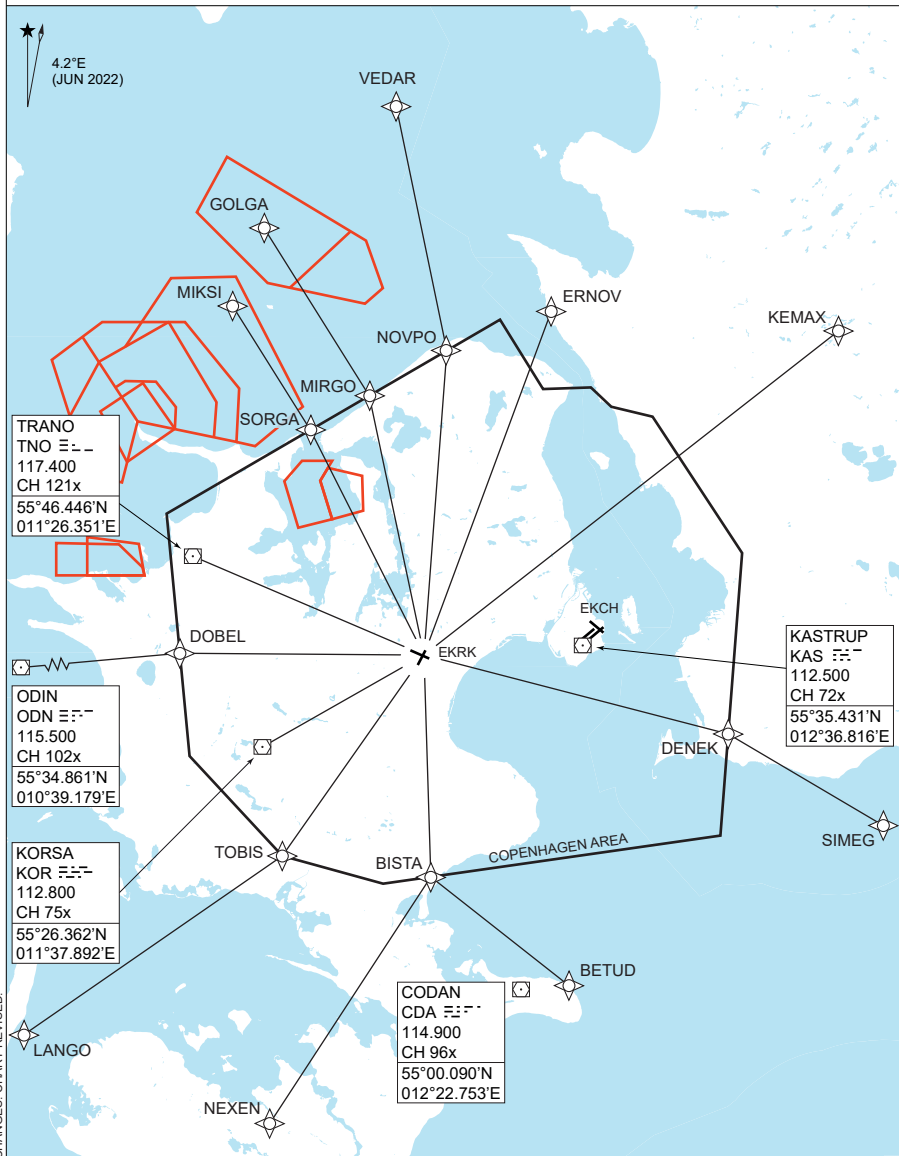 4.2°E
(JUN 2022)
VEDAR
GOLGA
MIKSI
ERNOV
KEMAX
NOVPO
MIRGO
SORGA
TRANO
TNO
117.400
CH 121x
55°46.446'N
011°26.351'E
EKCH
DOBEL
EKRK
KASTRUP
KAS
112.500
CH 72x
55°35.431'N
012°36.816'E
ODIN
ODN
115.500
CH 102x
55°34.861'N
010°39.179'E
DENEK
SIMEG
KORSA
KOR
112.800
CH 75x
55°26.362'N
011°37.892'E
TOBIS
BISTA
COPENHAGEN AREA
BETUD
CODAN
CDA
114.900
CH 96x
55°00.090'N
012°22.753'E
LANGO
NEXEN